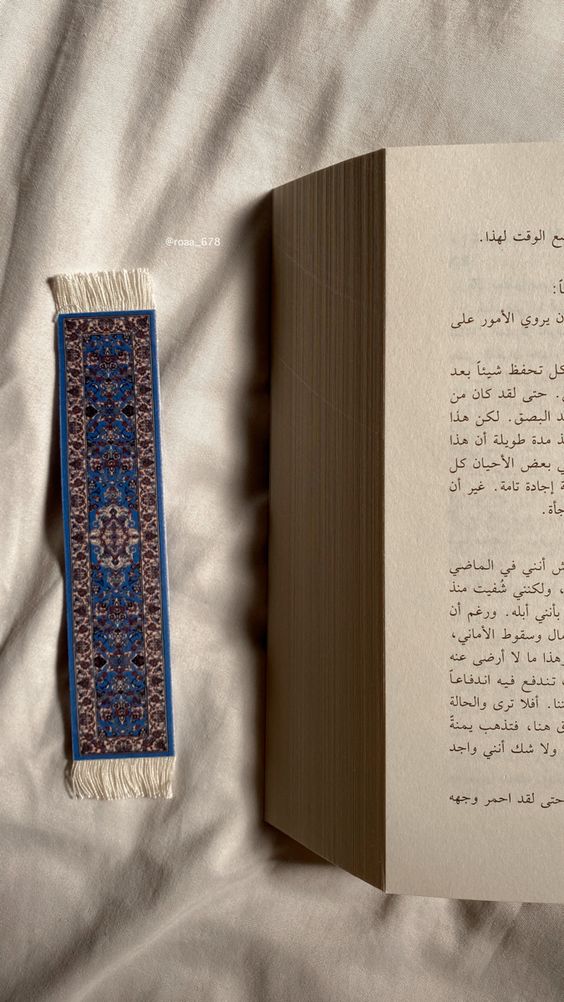 @roaa_678
ع الوقت لهذا.
اً:
ن يروي الأمور على
كل تحفظ شيئاً بعد
. حتى لقد كان من
د البصق. لكن هذا
ذ مدة طويلة أن هذا
ي بعض الأحيان كل
ة إجادة تامة. غير أن
جأة.
ش أنني في الماضي
، ولكنني شُفيت منذ
بأنني أبله. ورغم أن
مال وسقوط الأماني،
هذا ما لا أرضى عنه
تندفع فيه اندفاعاً
تنا. أفلا ترى والحالة
ق هنا، فتذهب يمنةً
ولا شك أنني واجد
حتى لقد احمر وجهه